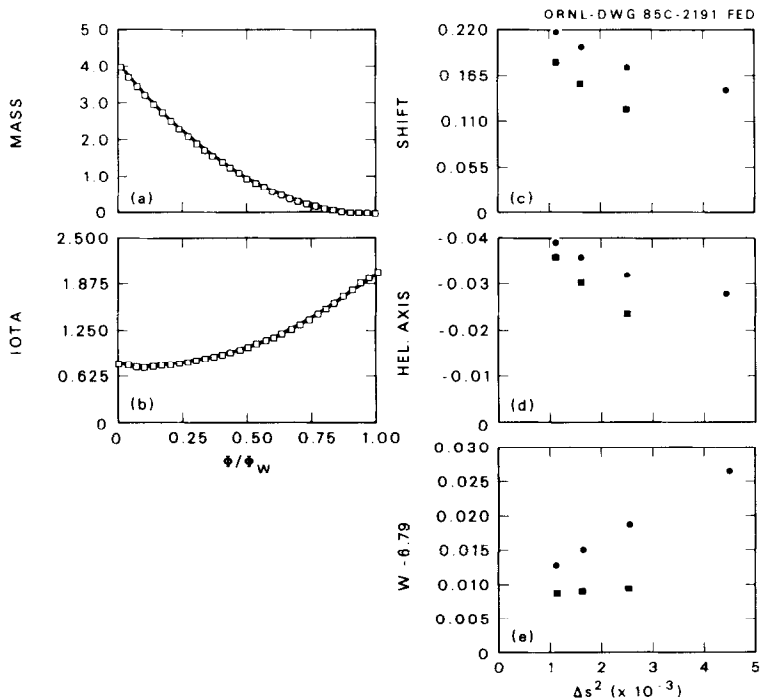 ORNL-DWG 85C-2191 FED
MASS
5.0
4.0
3.0
2.0
1.0
0
(a)
IOTA
2.500
1.875
1.250
0.625
0
(b)
0 0.25 0.50 0.75 1.00
Φ/Φ_W
SHIFT
0.220
0.165
0.110
0.055
0
(c)
HEL. AXIS
-0.04
-0.03
-0.02
-0.01
0
(d)
W - 6.79
0.030
0.025
0.020
0.015
0.010
0.005
0
(e)
0 1 2 3 4 5
Δs² (x 10⁻³)